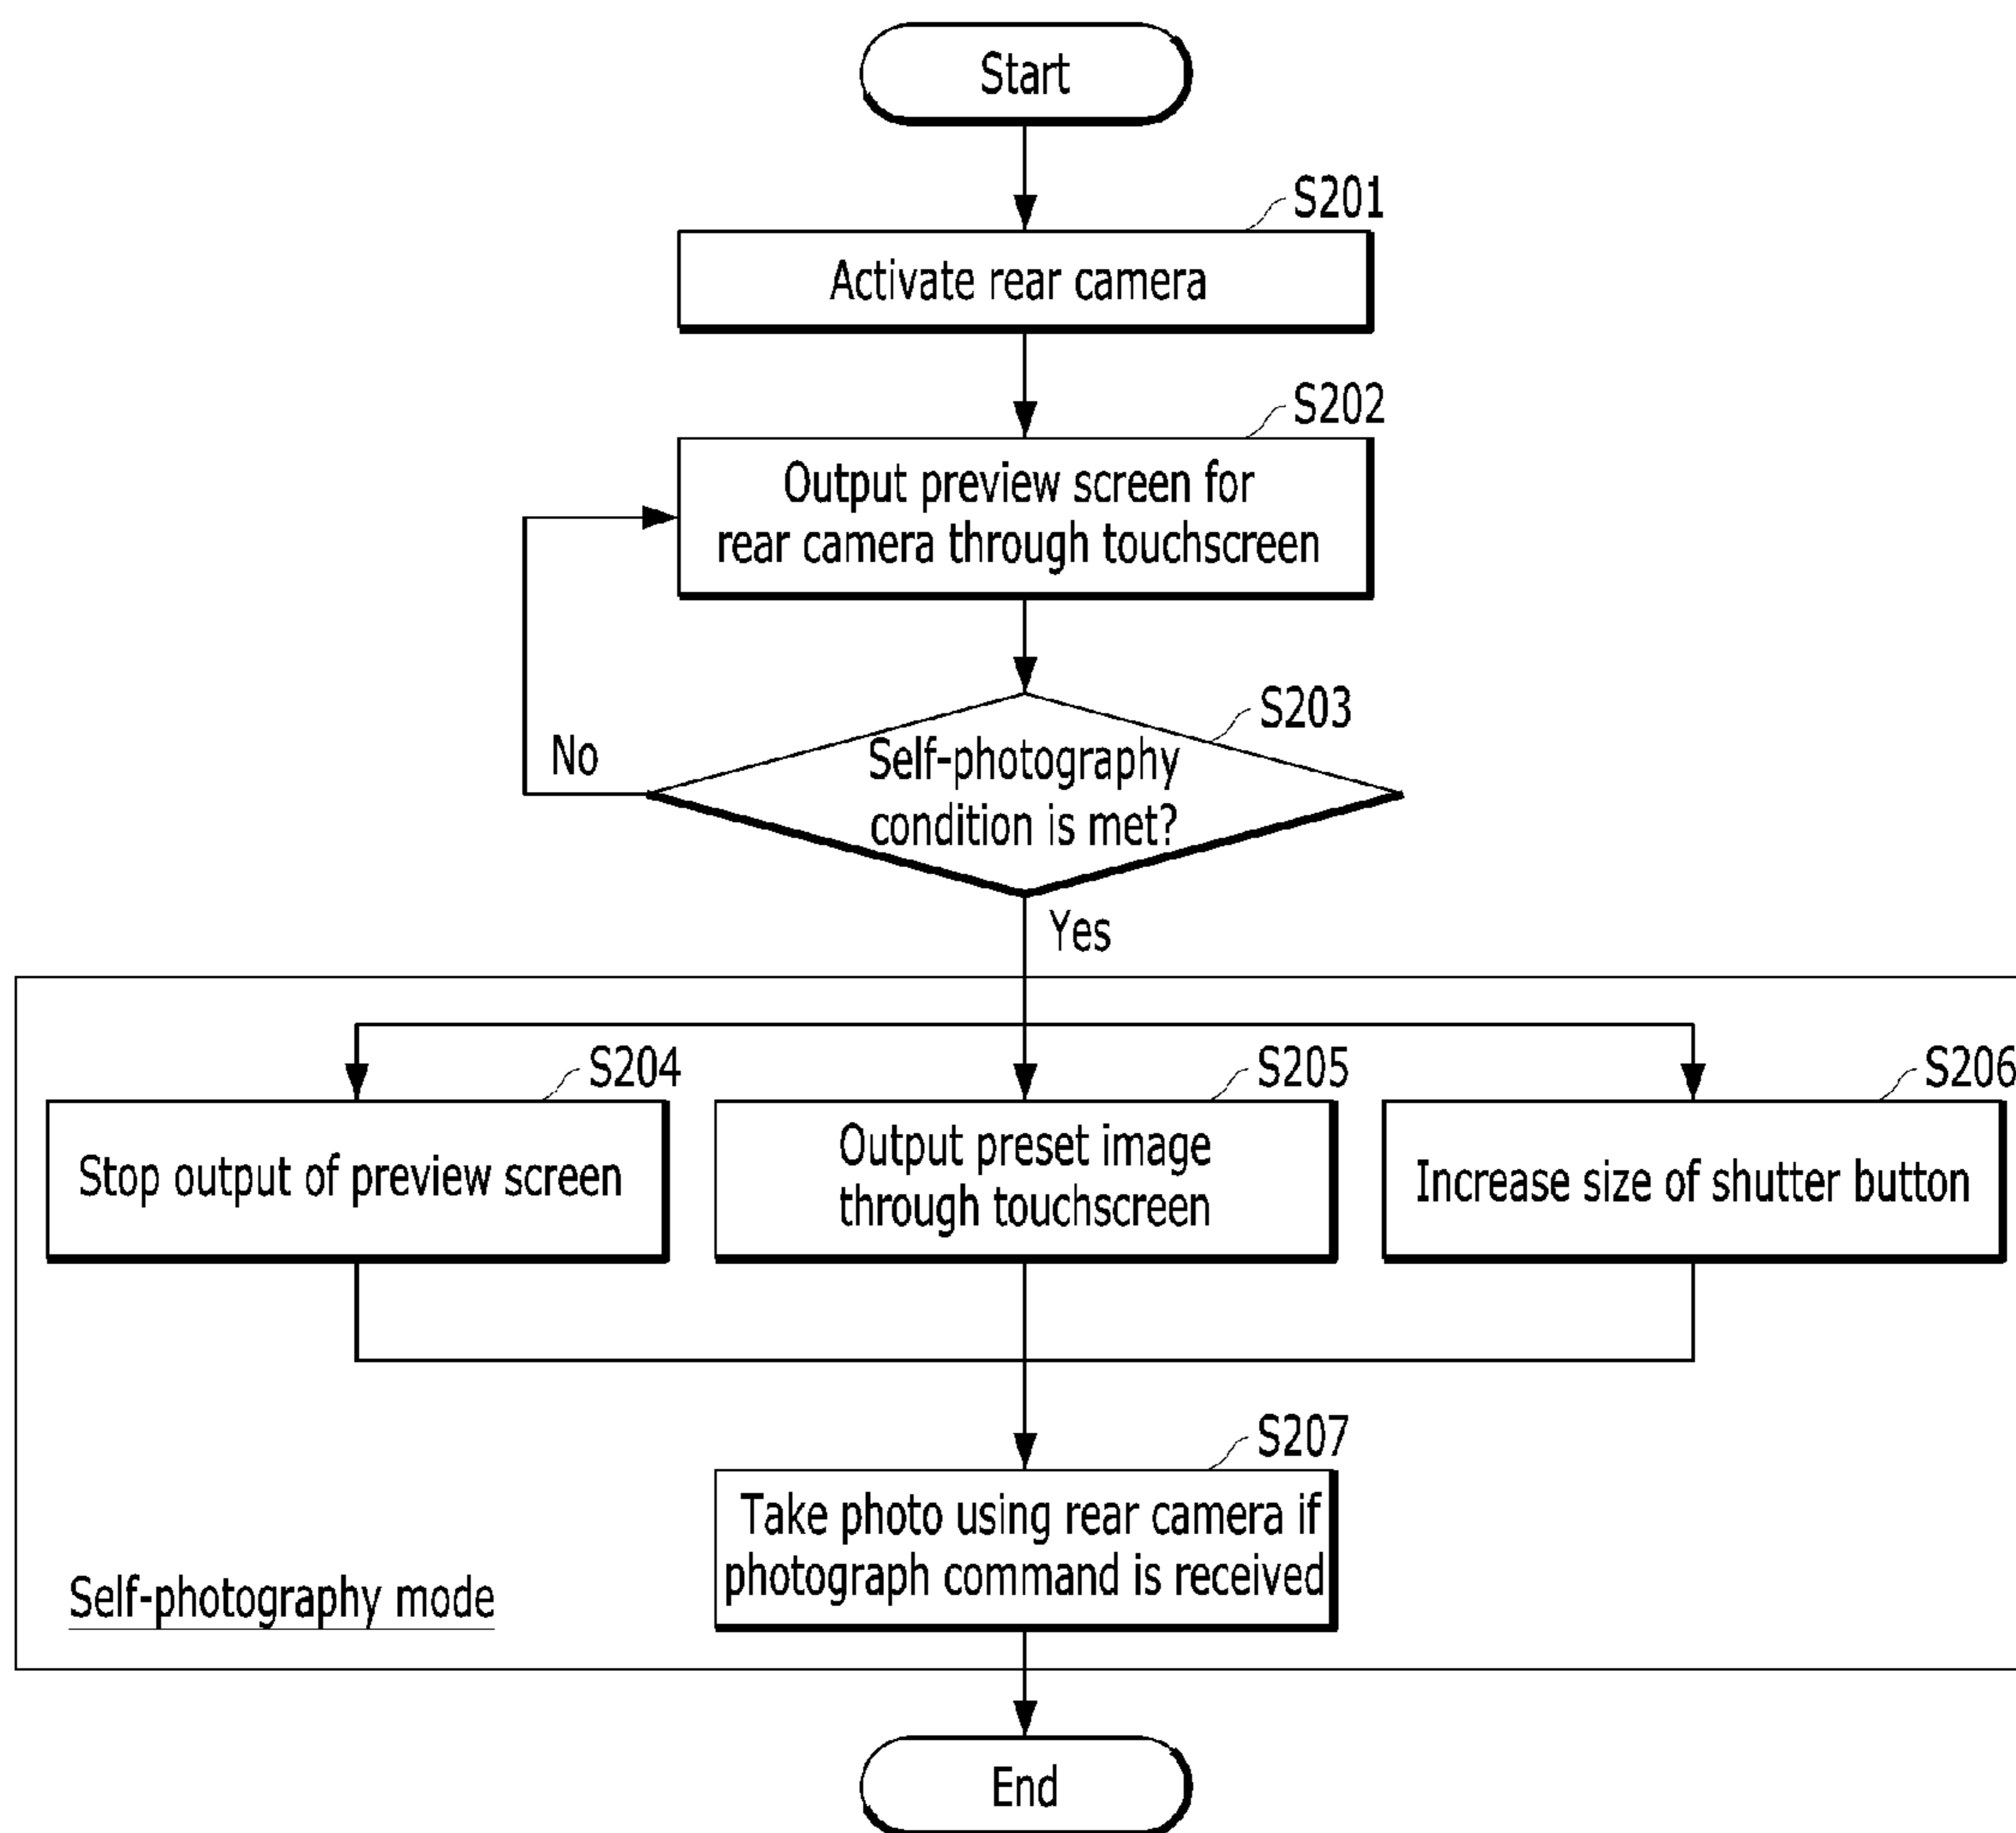 Start
S201
Activate rear camera
S202
Output preview screen for
rear camera through touchscreen
S203
No
Self-photography
condition is met?
Yes
S204
S205
S206
Stop output of preview screen
Output preset image
through touchscreen
Increase size of shutter button
S207
Take photo using rear camera if
photograph command is received
Self-photography mode
End